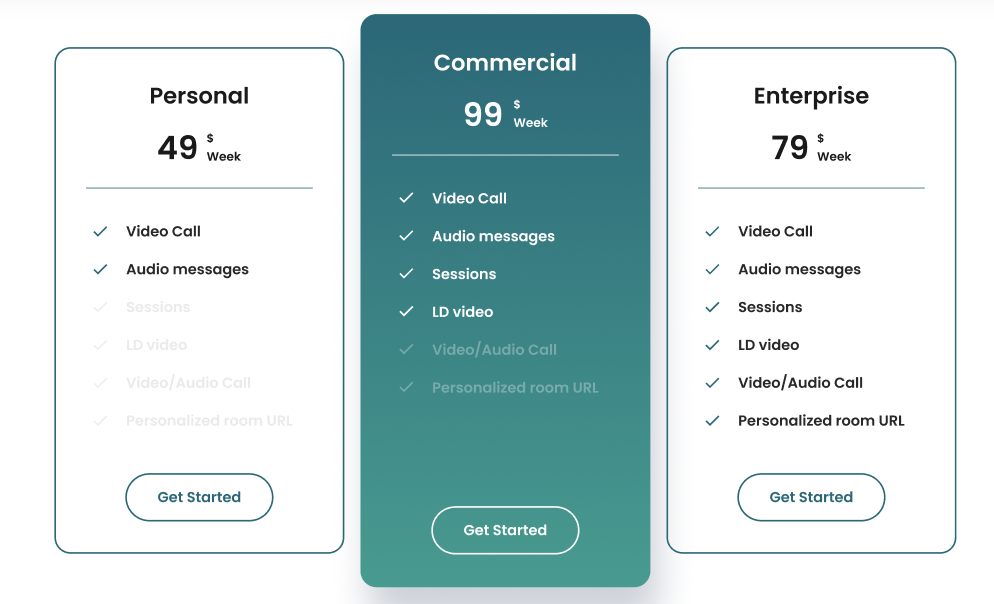 Personal
49 $
Week
Video Call
Audio messages
Sessions
LD video
Video/Audio Call
Personalized room URL
Get Started
Commercial
99 $
Week
Video Call
Audio messages
Sessions
LD video
Video/Audio Call
Personalized room URL
Get Started
Enterprise
79 $
Week
Video Call
Audio messages
Sessions
LD video
Video/Audio Call
Personalized room URL
Get Started